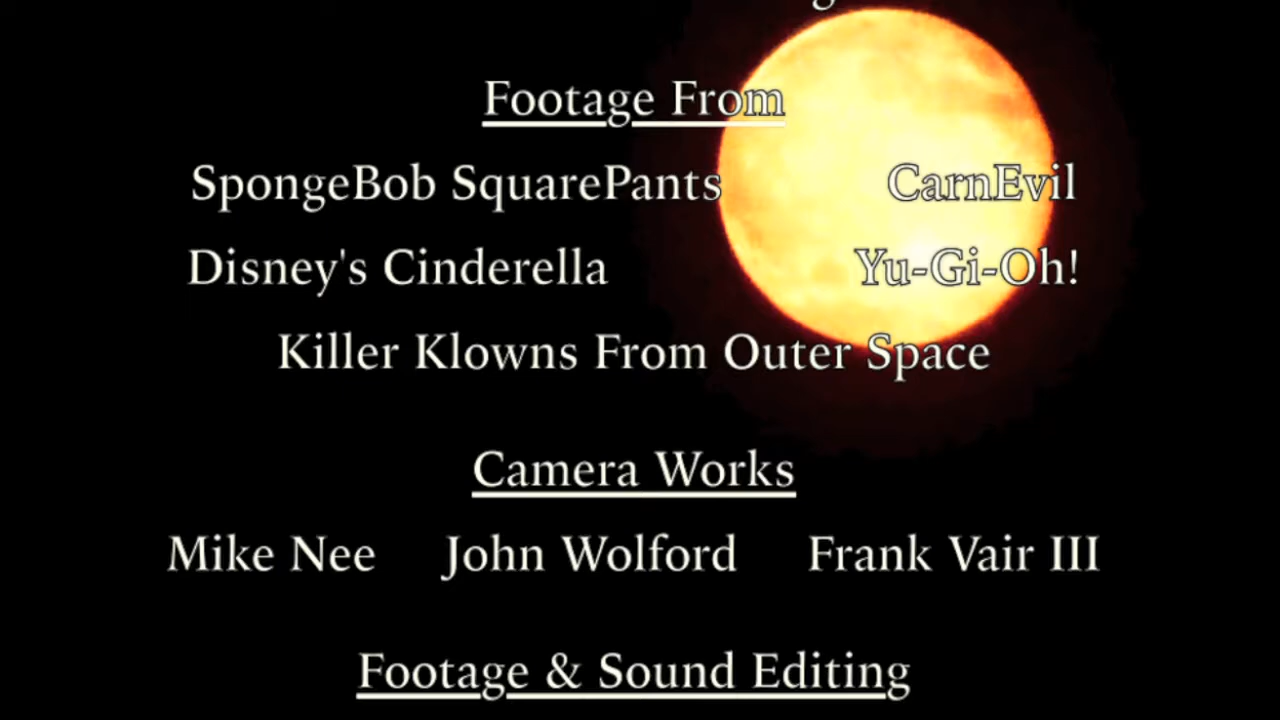 Footage From
SpongeBob SquarePants CarnEvil
Disney's Cinderella Yu-Gi-Oh!
Killer Klowns From Outer Space
Camera Works
Mike Nee John Wolford Frank Vair III
Footage & Sound Editing